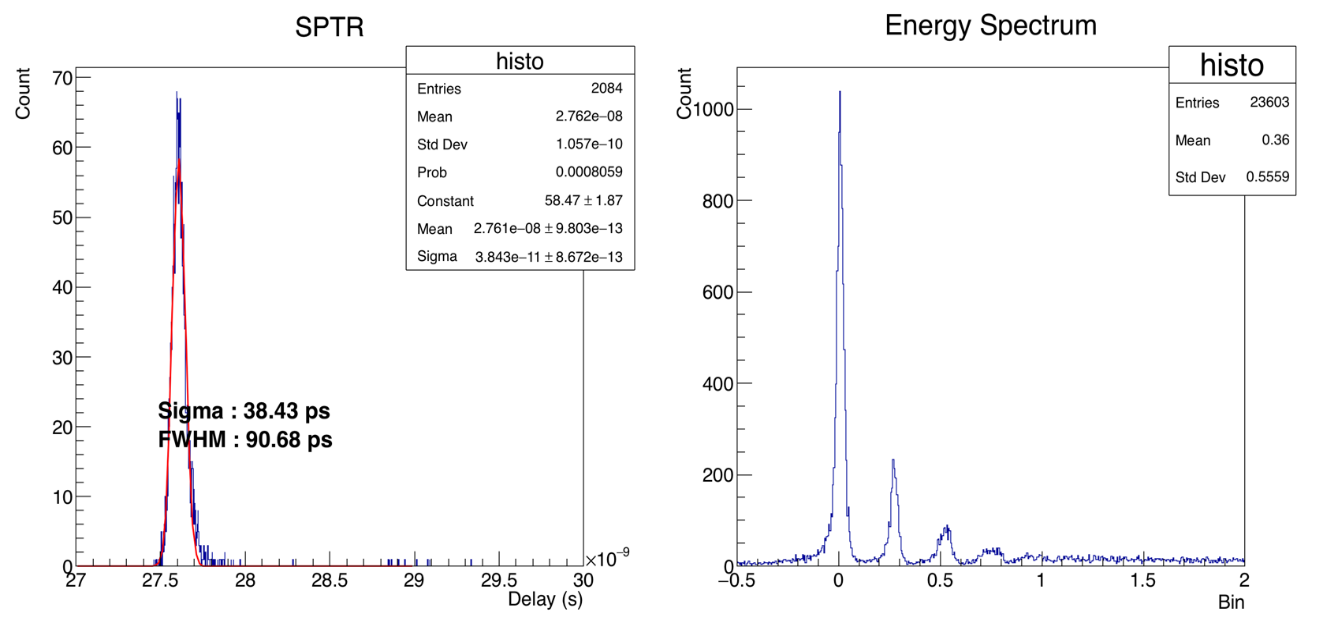 SPTR
histo
Entries 2084
Mean 2.762e−08
Std Dev 1.057e−10
Prob 0.0008059
Constant 58.47 ± 1.87
Mean 2.761e−08 ± 9.803e−13
Sigma 3.843e−11 ± 8.672e−13
Count
70
60
50
40
30
20
10
0
Sigma : 38.43 ps
FWHM : 90.68 ps
27 27.5 28 28.5 29 29.5 30
×10−9
Delay (s)
Energy Spectrum
histo
Entries 23603
Mean 0.36
Std Dev 0.5559
Count
1000
800
600
400
200
0
−0.5 0 0.5 1 1.5 2
Bin